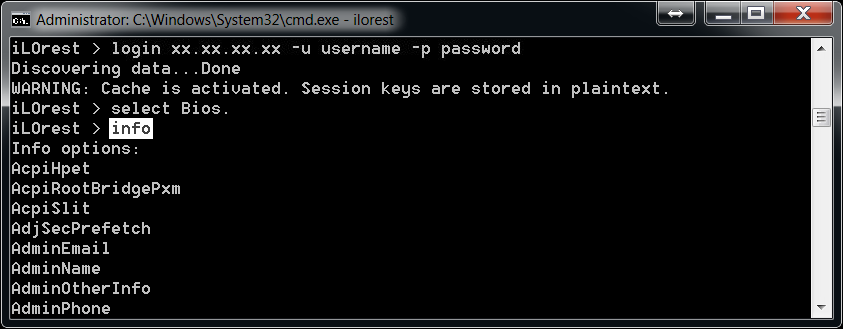 Administrator: C:\Windows\System32\cmd.exe - ilorest
iLOrest > login xx.xx.xx.xx -u username -p password
Discovering data...Done
WARNING: Cache is activated. Session keys are stored in plaintext.
iLOrest > select Bios.
iLOrest > info
Info options:
AcpiHpet
AcpiRootBridgePxm
AcpiSlit
AdjSecPrefetch
AdminEmail
AdminName
AdminOtherInfo
AdminPhone